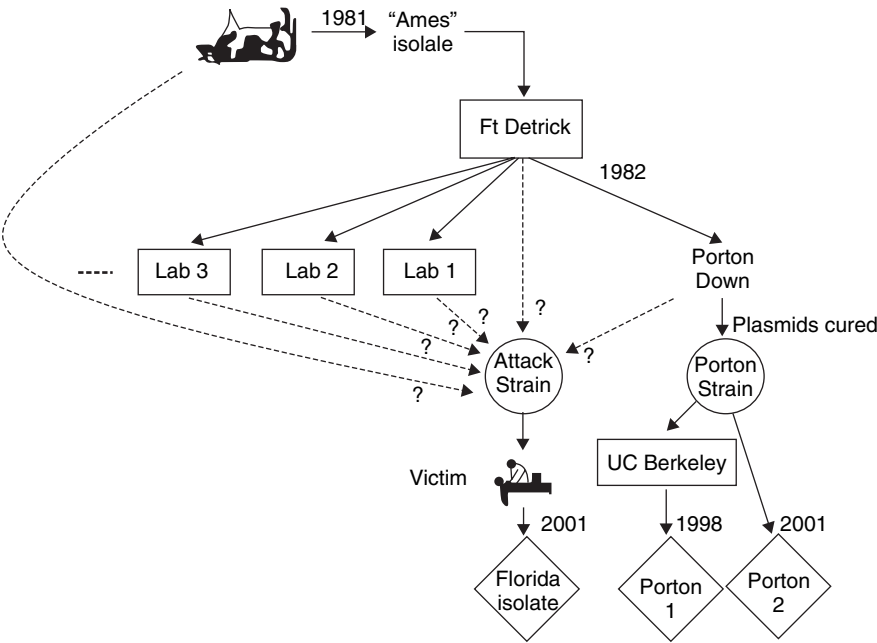 1981
“Ames”
isolale
Ft Detrick
1982
Lab 3
Lab 2
Lab 1
Porton
Down
?
?
?
?
?
?
Plasmids cured
Attack
Strain
Porton
Strain
Victim
UC Berkeley
2001
1998
2001
Florida
isolate
Porton
1
Porton
2